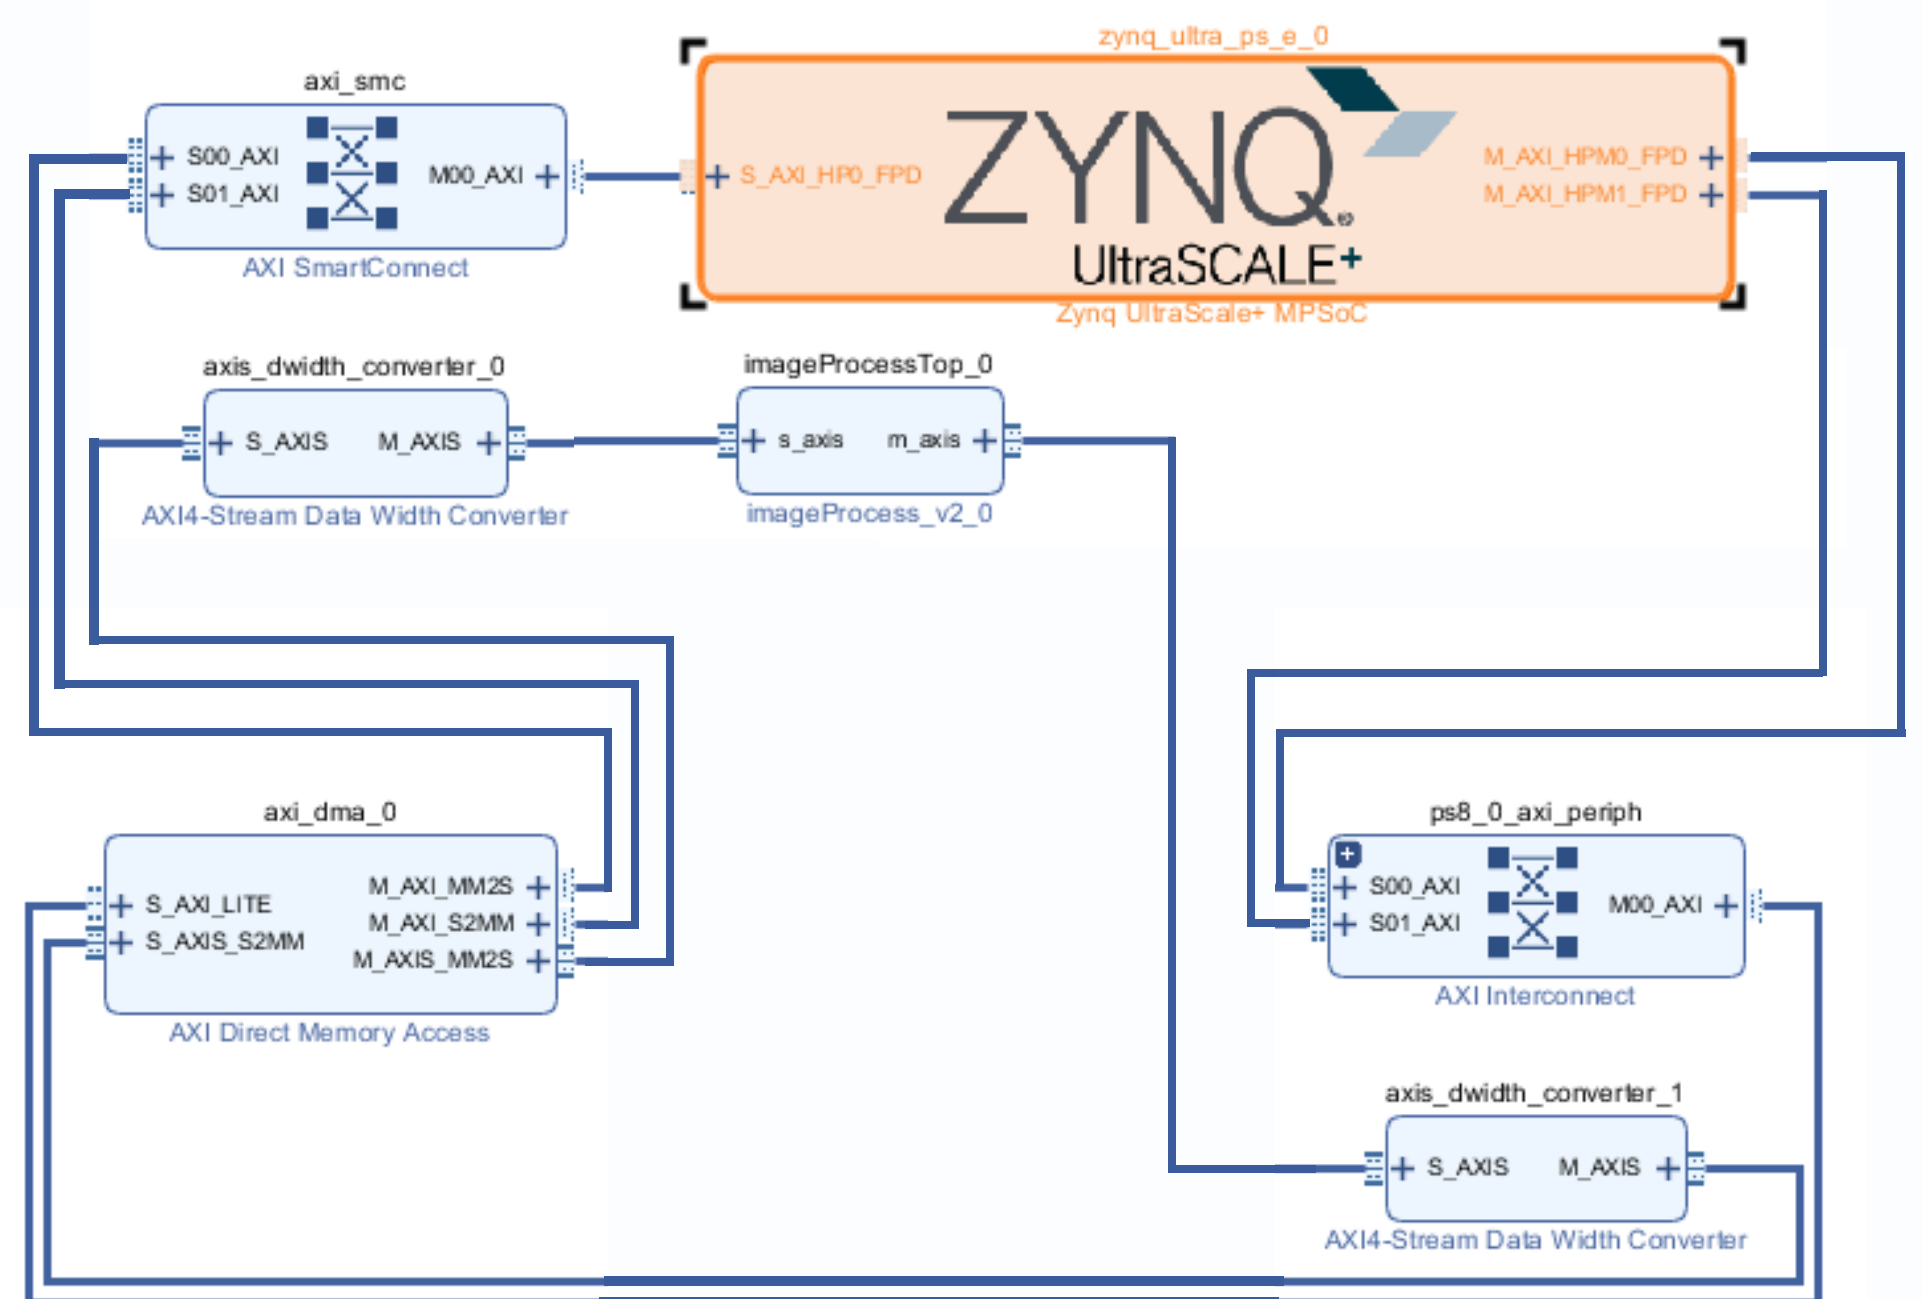 zynq_ultra_ps_e_0
axi_smc
S00_AXI
S01_AXI
M00_AXI
AXI SmartConnect
S_AXI_HP0_FPD
ZYNQ®
UltraSCALE+
M_AXI_HPM0_FPD
M_AXI_HPM1_FPD
Zynq UltraScale+ MPSoC
axis_dwidth_converter_0
S_AXIS
M_AXIS
AXI4-Stream Data Width Converter
imageProcessTop_0
s_axis
m_axis
imageProcess_v2_0
axi_dma_0
S_AXI_LITE
S_AXIS_S2MM
M_AXI_MM2S
M_AXI_S2MM
M_AXIS_MM2S
AXI Direct Memory Access
ps8_0_axi_periph
S00_AXI
S01_AXI
M00_AXI
AXI Interconnect
axis_dwidth_converter_1
S_AXIS
M_AXIS
AXI4-Stream Data Width Converter